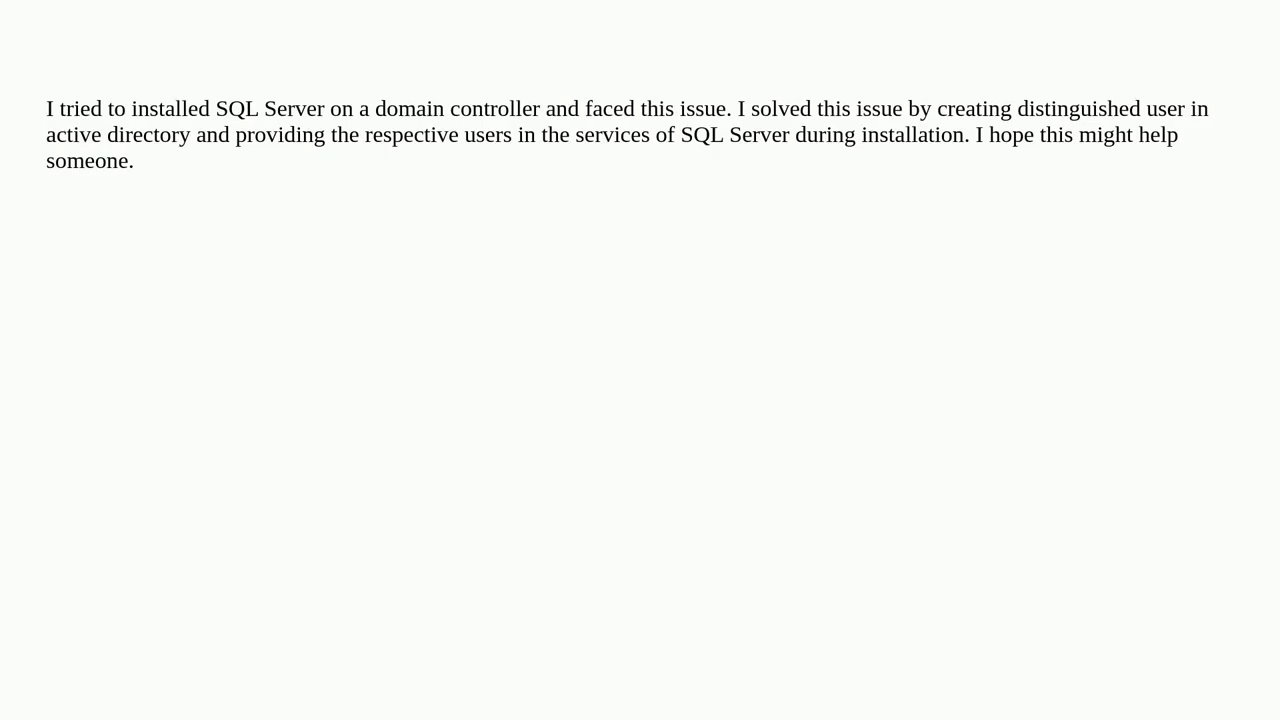 I tried to installed SQL Server on a domain controller and faced this issue. I solved this issue by creating distinguished user in
active directory and providing the respective users in the services of SQL Server during installation. I hope this might help
someone.